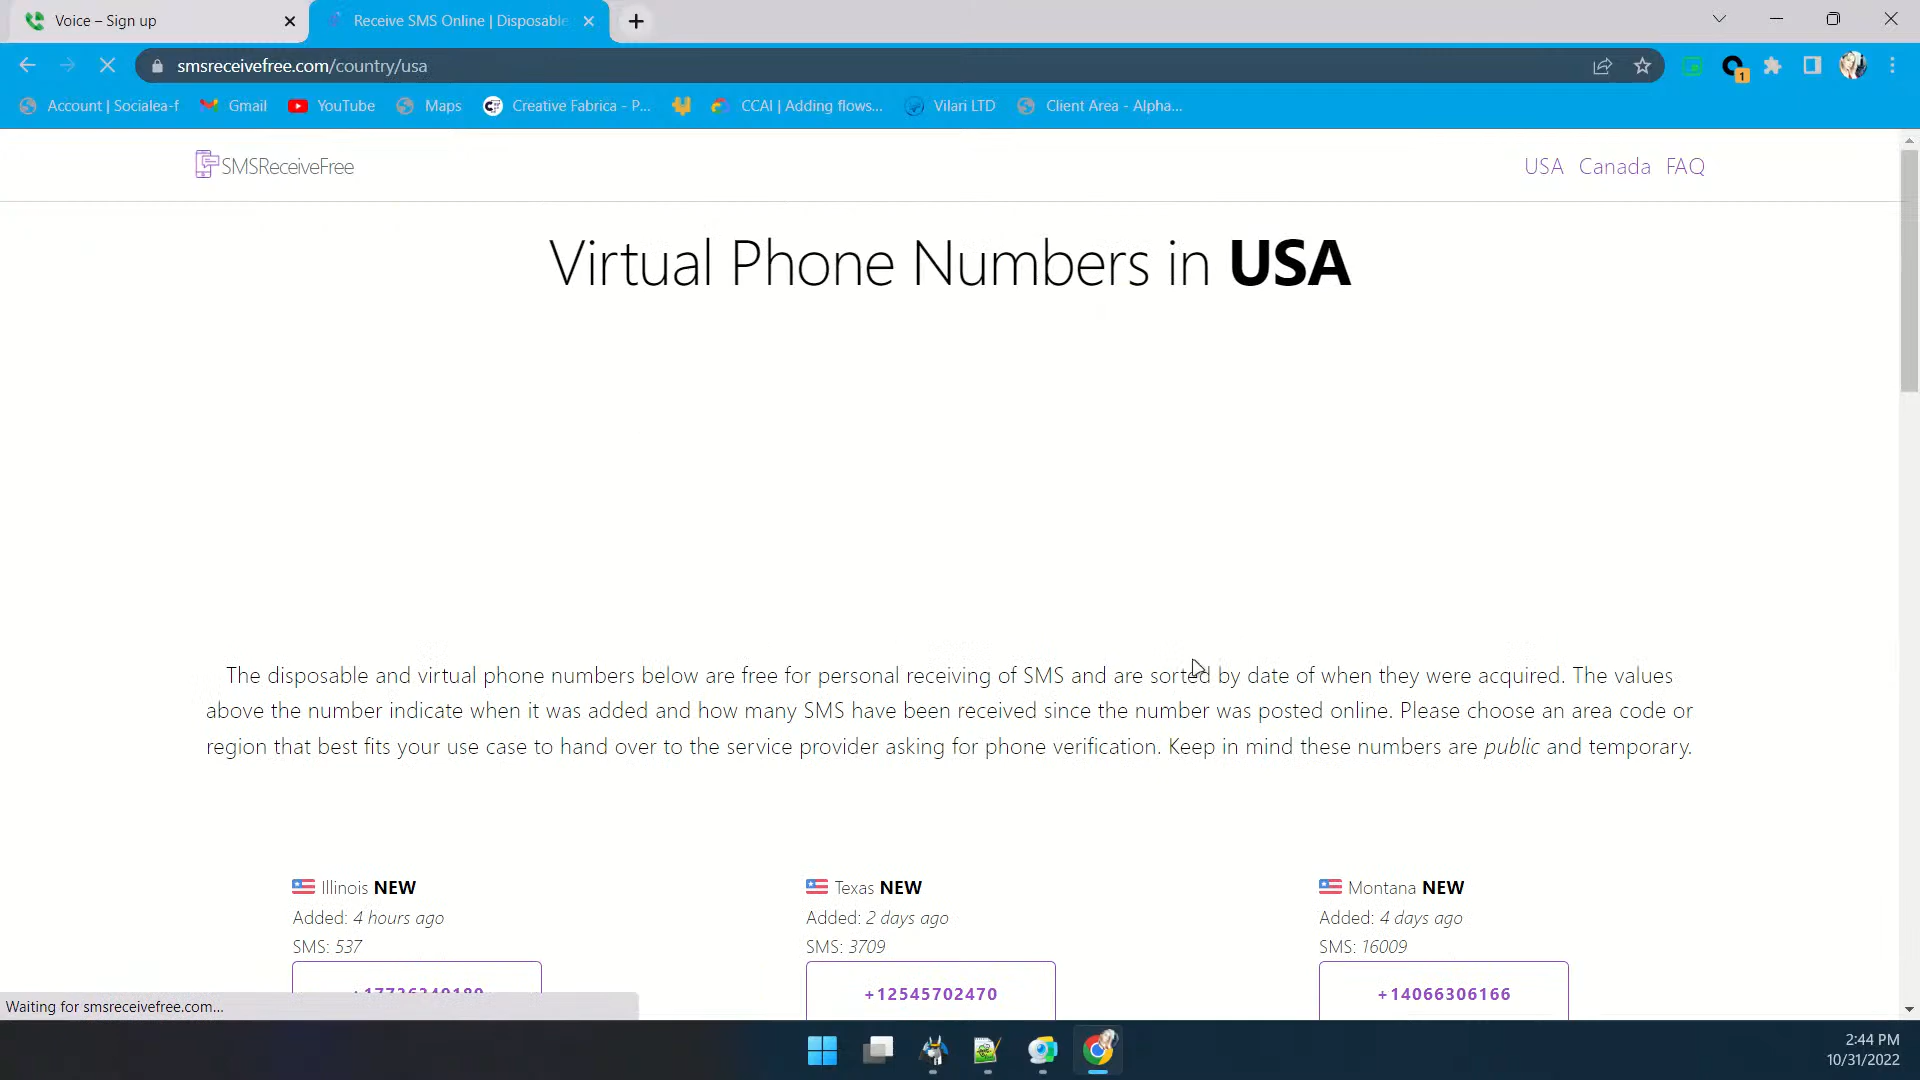 Voice – Sign up
Receive SMS Online | Disposable
smsreceivefree.com/country/usa
1
Account | Socialea-f
Gmail
YouTube
Maps
Creative Fabrica - P...
CCAI | Adding flows...
Vilari LTD
Client Area - Alpha...
SMSReceiveFree
USA Canada FAQ
Virtual Phone Numbers in USA
The disposable and virtual phone numbers below are free for personal receiving of SMS and are sorted by date of when they were acquired. The values
above the number indicate when it was added and how many SMS have been received since the number was posted online. Please choose an area code or
region that best fits your use case to hand over to the service provider asking for phone verification. Keep in mind these numbers are public and temporary.
Illinois NEW
Added: 4 hours ago
SMS: 537
Texas NEW
Added: 2 days ago
SMS: 3709
+12545702470
Montana NEW
Added: 4 days ago
SMS: 16009
+14066306166
Waiting for smsreceivefree.com...
2:44 PM
10/31/2022